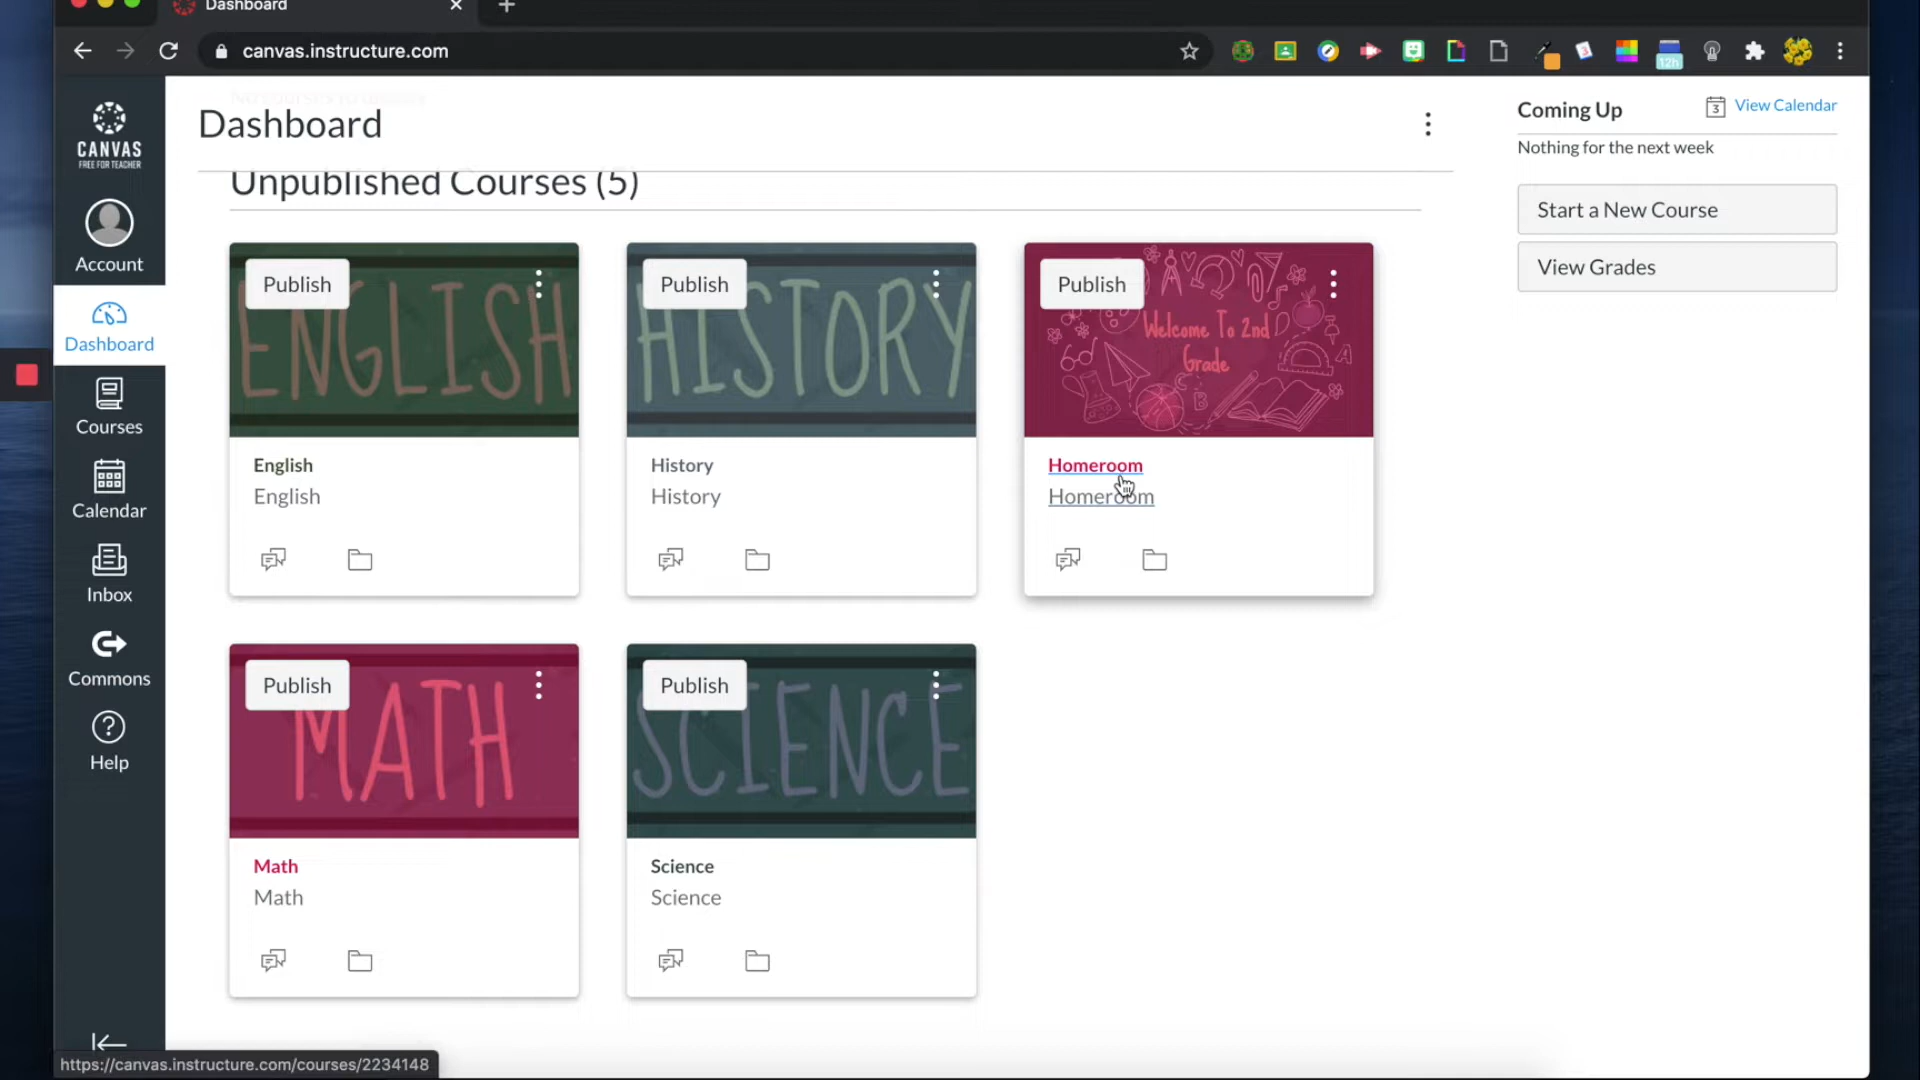 Dashboard
canvas.instructure.com
12h
3
CANVAS
FREE FOR TEACHER
Account
Dashboard
Courses
Calendar
Inbox
Commons
Help
Dashboard
Unpublished Courses (5)
Publish
ENGLISH
English
English
Publish
HISTORY
History
History
Publish
Welcome To 2nd
Grade
Homeroom
Homeroom
Publish
MATH
Math
Math
Publish
SCIENCE
Science
Science
Coming Up
3
View Calendar
Nothing for the next week
Start a New Course
View Grades
https://canvas.instructure.com/courses/2234148